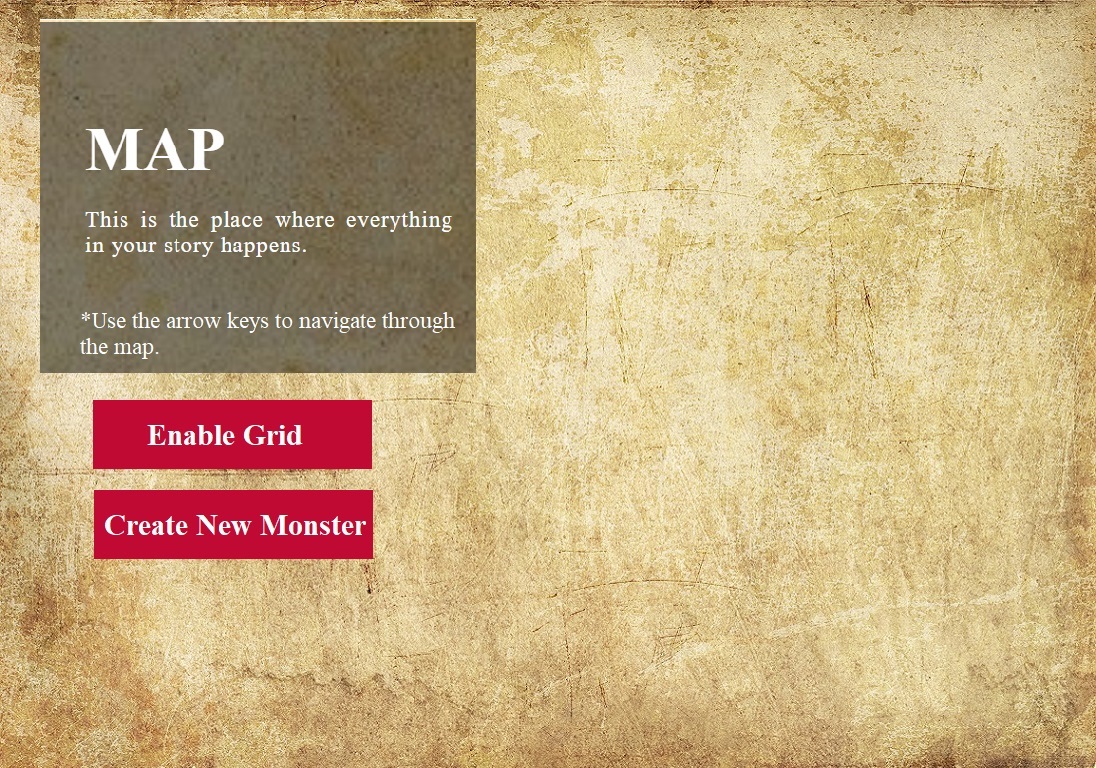 MAP
This is the place where everything
in your story happens.
*Use the arrow keys to navigate through
the map.
Enable Grid
Create New Monster